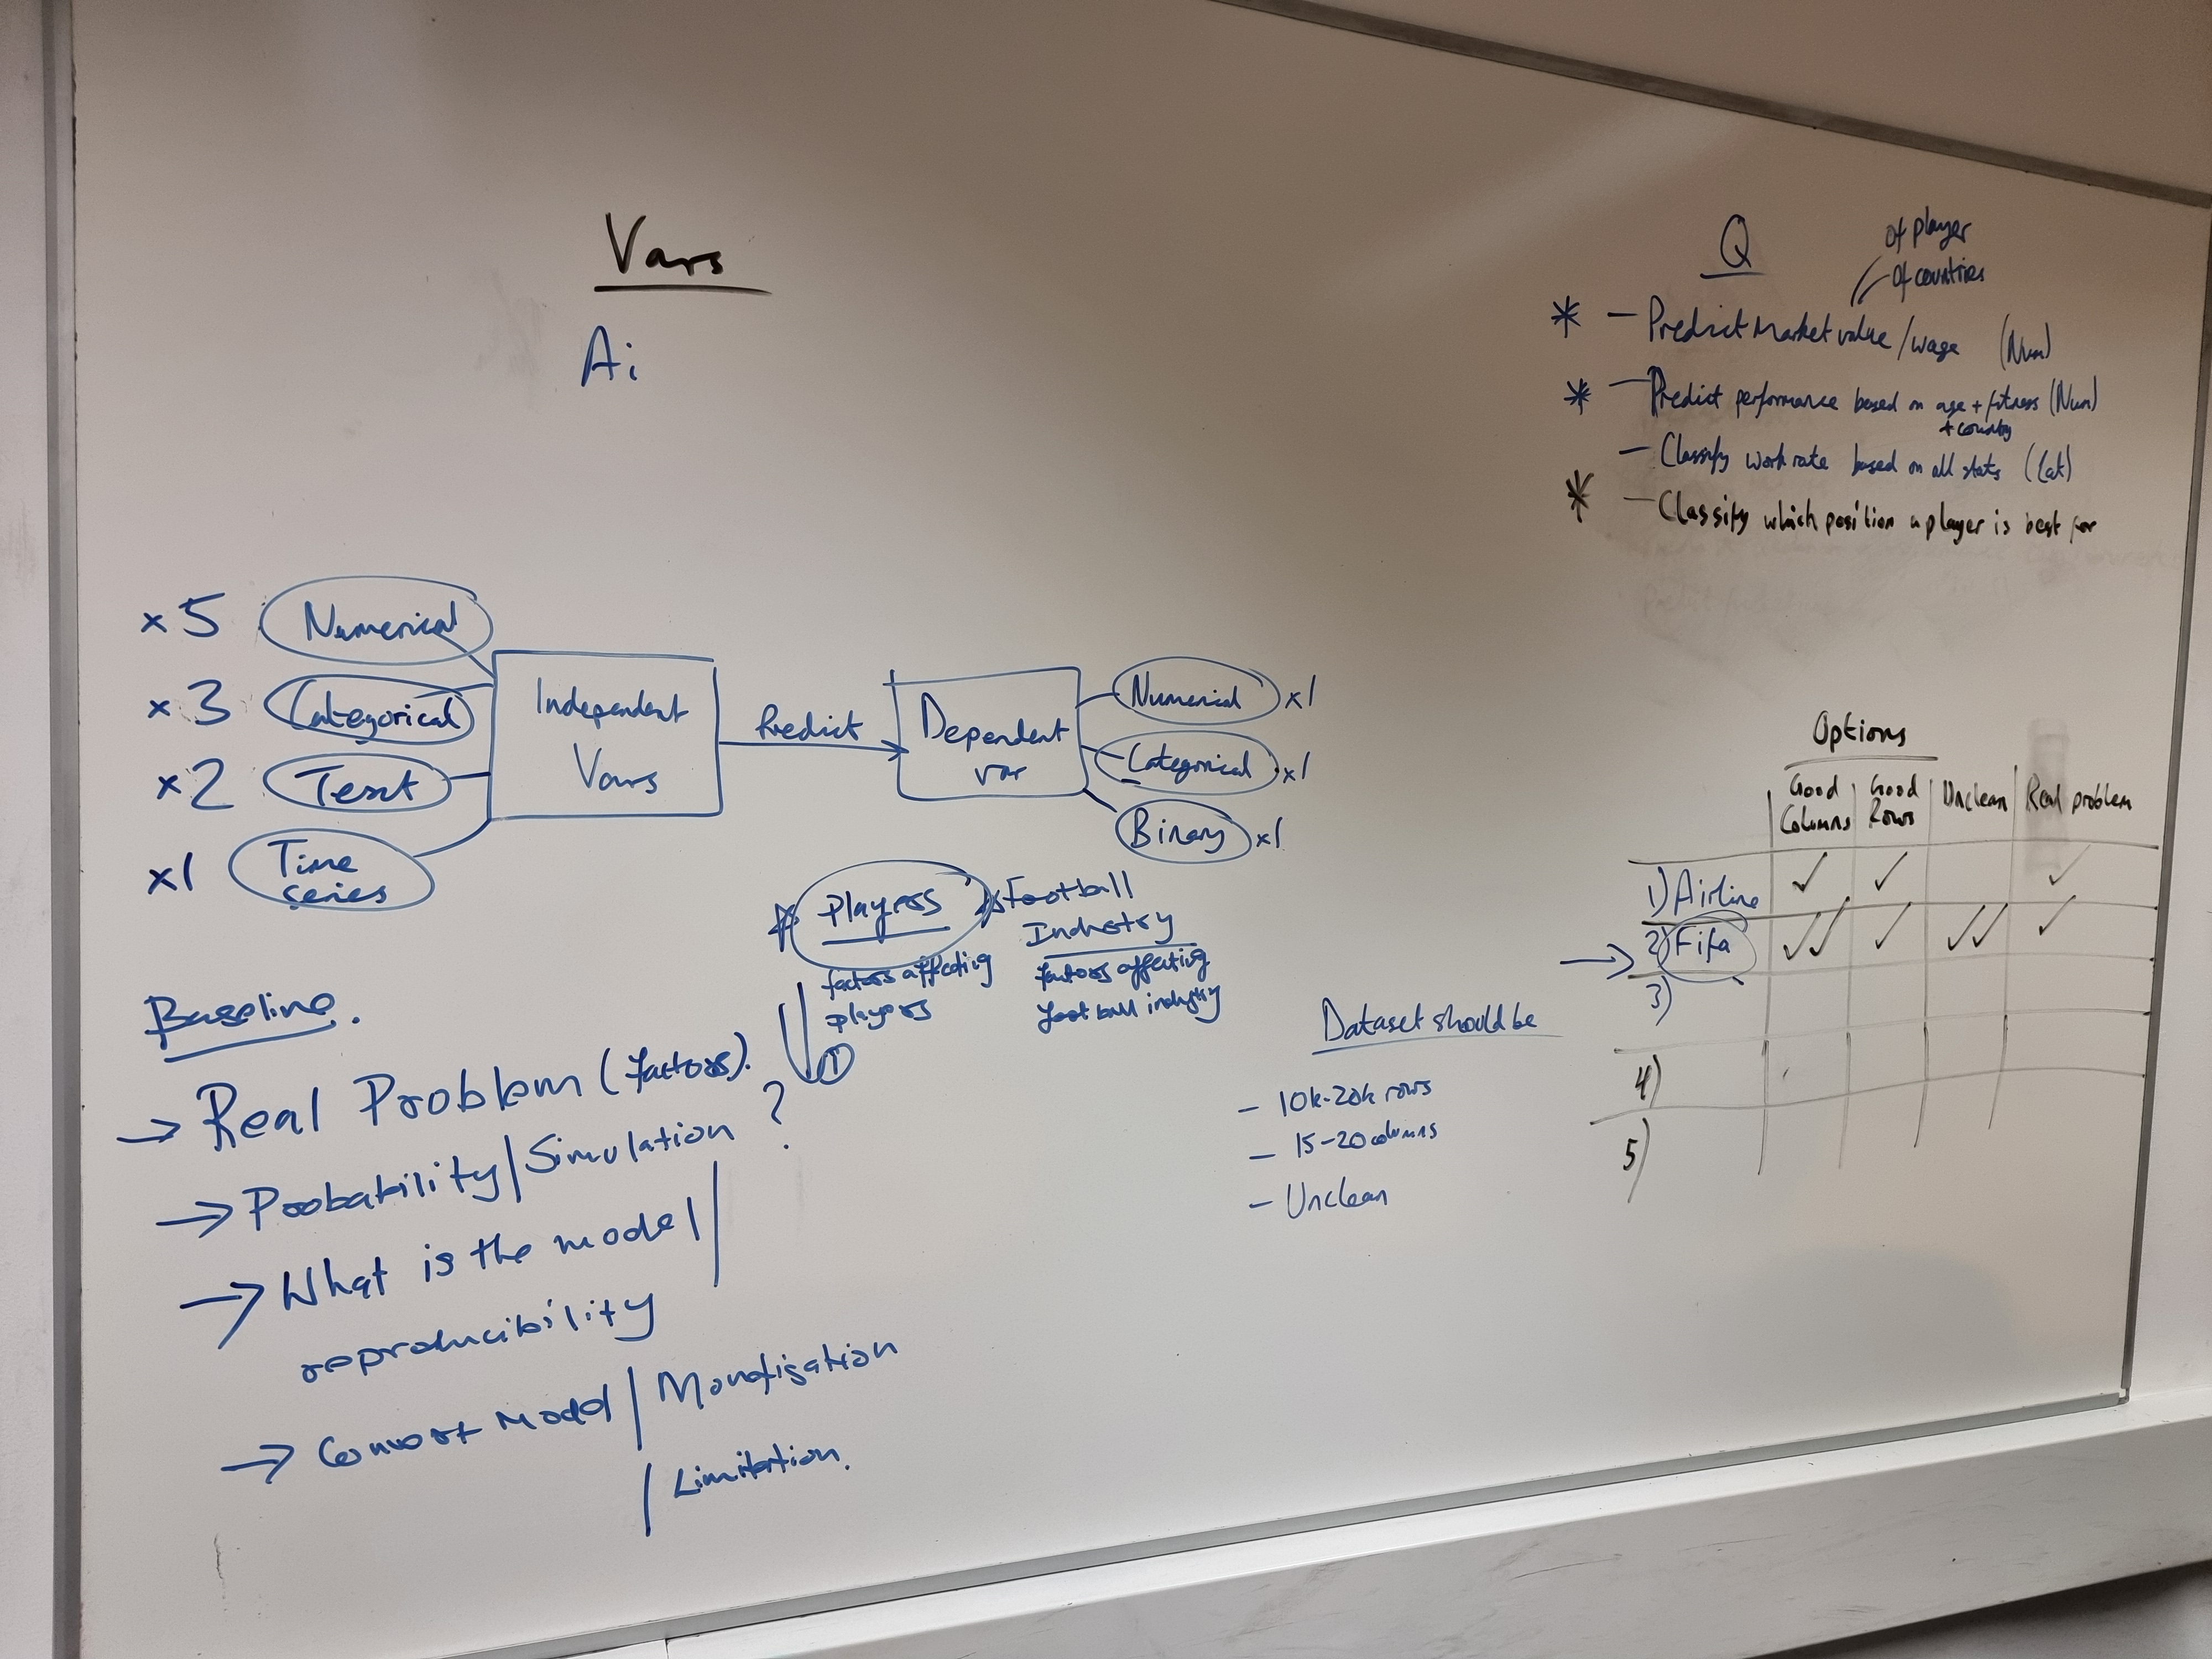 Vars
Ai
x5 Numerical
x3 Categorical
x2 Text
x1 Time
series
Independent
Vars
Predict
Dependent
var
Numerical x1
Categorical x1
Binary x1
Players
factors affecting
players
1
Football
Industry
factors affecting
football industry
Baseline.
→ Real Problem (factors).
→ Probability/Simulation ?
→ What is the model/
reproducibility
→ Convert Model / Monetisation
/ Limitation.
Dataset should be
- 10k-20k rows
- 15-20 columns
- Unclean
Q
of player
of countries
* - Predict Market value/wage (Num)
* - Predict performance based on age + fitness (Num)
+ country
- Classify work rate based on all stats (Cat)
* - Classify which position a player is best for
Options
Good Columns Good Rows Unclean Real problem
1) Airline ✓ ✓ ✓
→ 2) Fifa ✓✓ ✓ ✓✓ ✓
3)
4)
5)